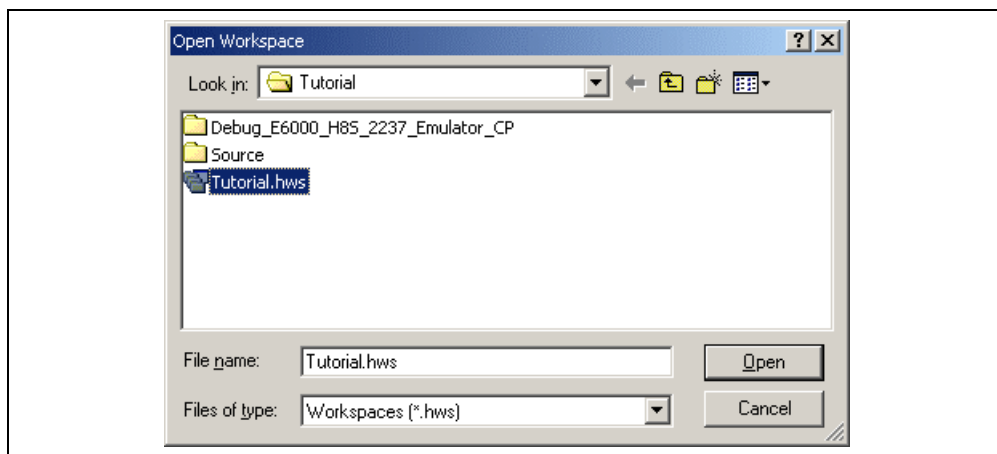 Open Workspace
Look in: Tutorial
Debug_E6000_H8S_2237_Emulator_CP
Source
Tutorial.hws
File name: Tutorial.hws Open
Files of type: Workspaces (*.hws) Cancel